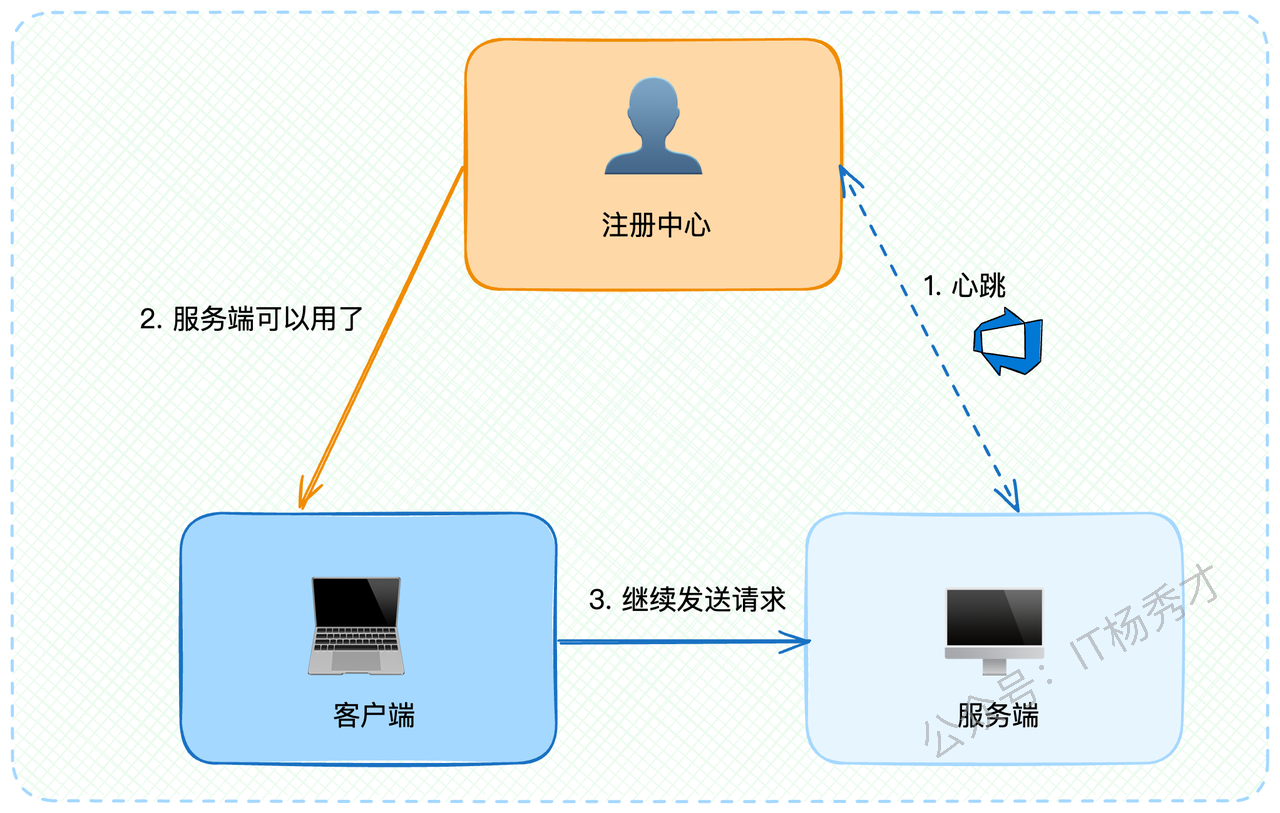 注册中心
1. 心跳
2. 服务端可以用了
3. 继续发送请求
客户端
服务端
公众号：IT杨秀才